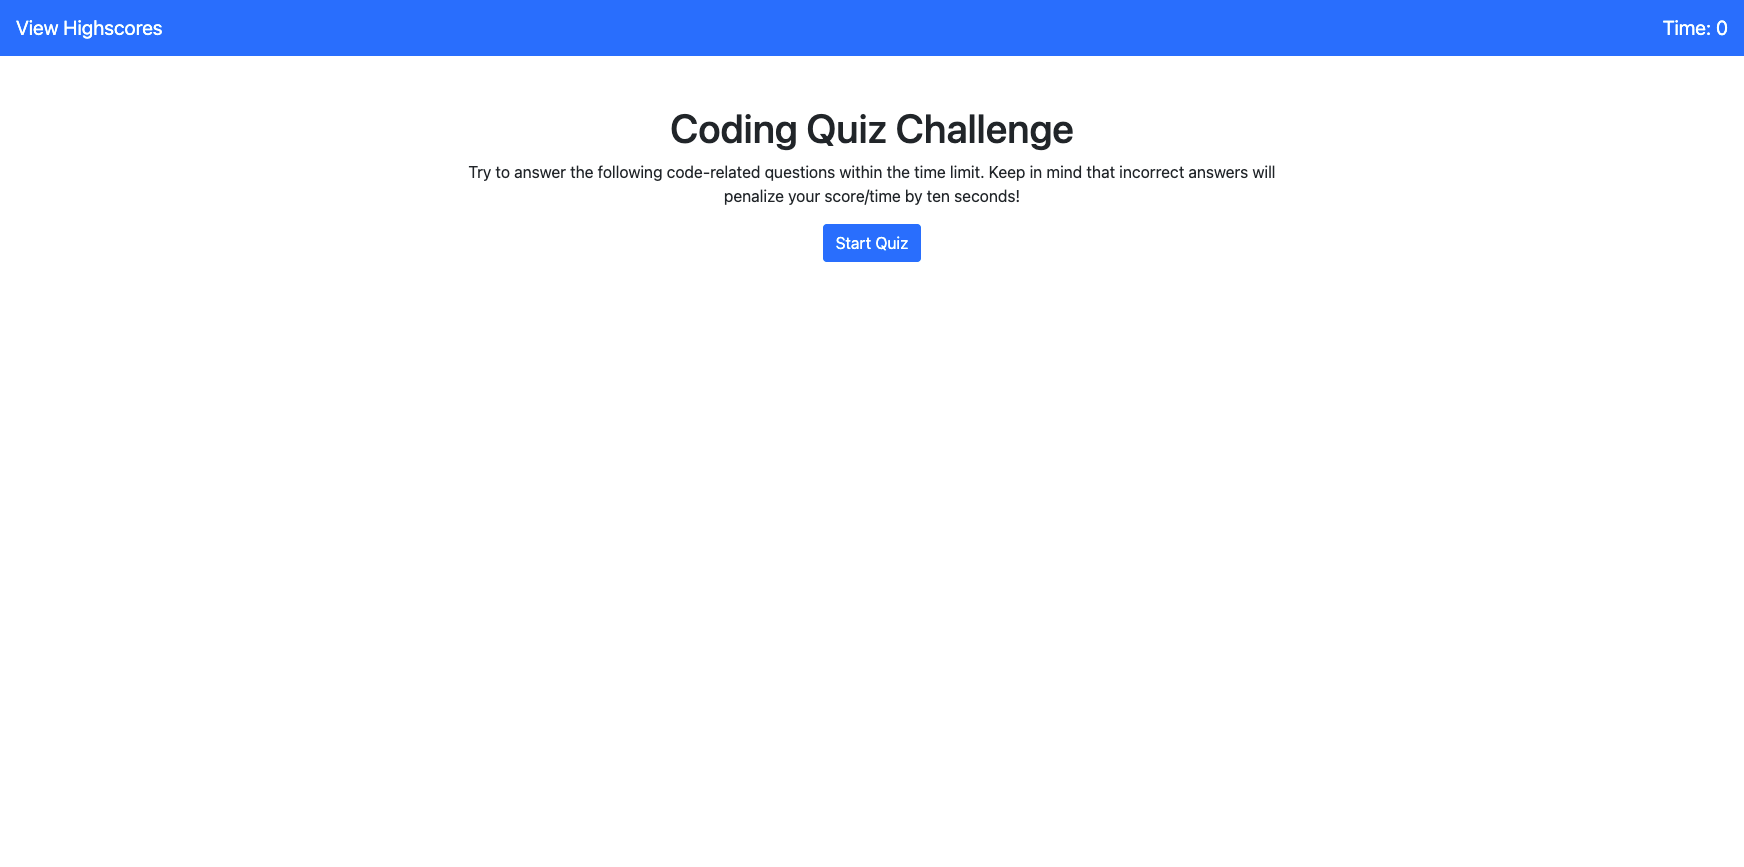 View Highscores
Time: 0
Coding Quiz Challenge
Try to answer the following code-related questions within the time limit. Keep in mind that incorrect answers will
penalize your score/time by ten seconds!
Start Quiz